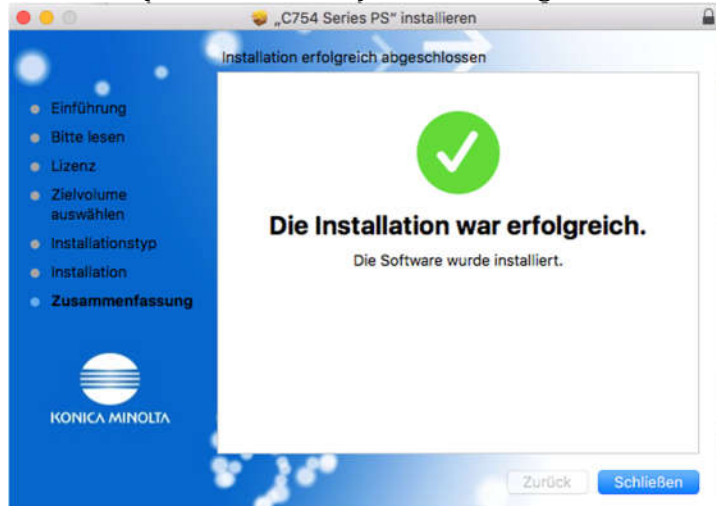 „C754 Series PS“ installieren
Installation erfolgreich abgeschlossen
Einführung
Bitte lesen
Lizenz
Zielvolume
auswählen
Installationstyp
Installation
Zusammenfassung
Die Installation war erfolgreich.
Die Software wurde installiert.
KONICA MINOLTA
Zurück
Schließen